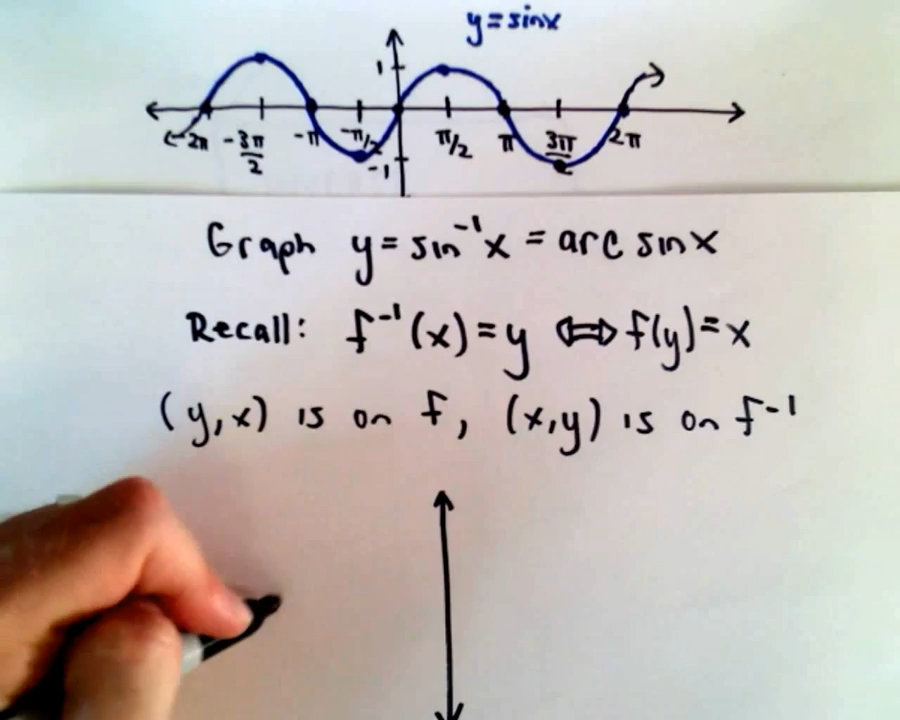 y=sinx
1
-2π -3π/2 -π -π/2 π/2 π 3π/2 2π
-1
Graph y=sin⁻¹x = arc sinx
Recall: f⁻¹(x)=y ⇔ f(y)=x
(y,x) is on f, (x,y) is on f⁻¹